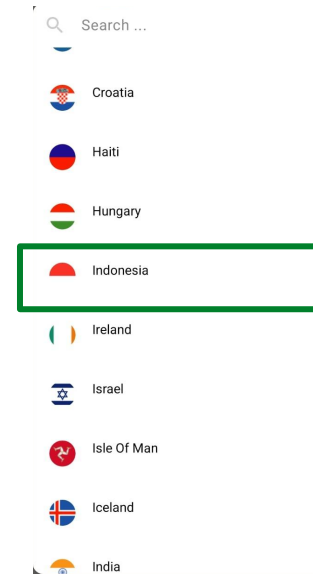 Search ...
Croatia
Haiti
Hungary
Indonesia
Ireland
Israel
Isle Of Man
Iceland
India